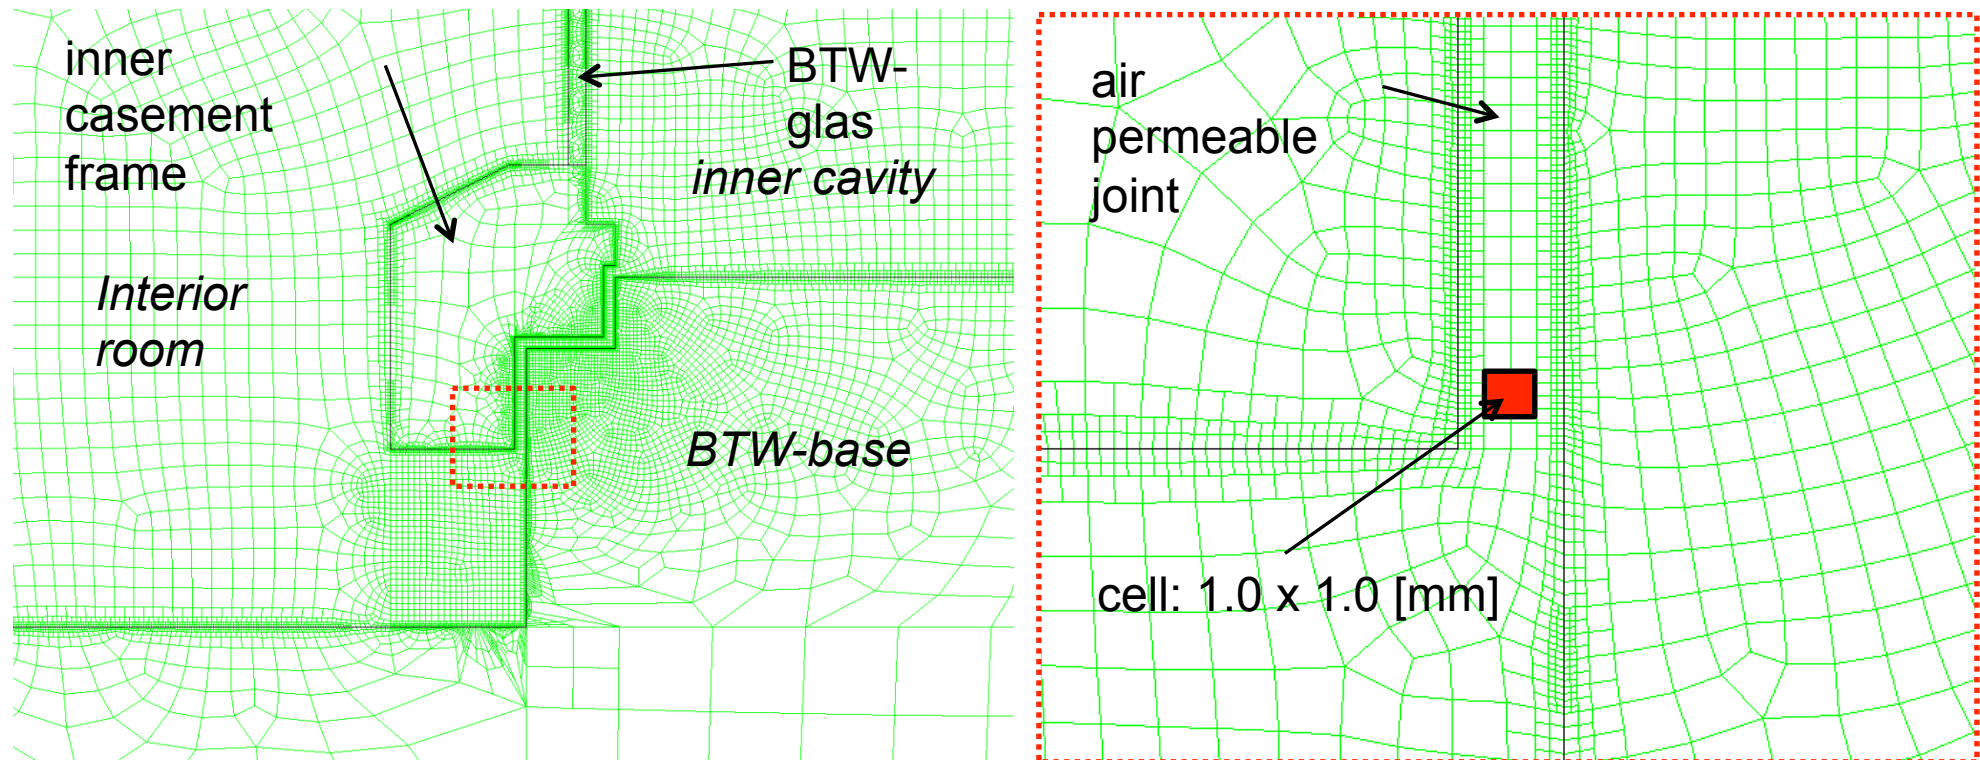 inner
casement
frame
BTW-
glas
inner cavity
Interior
room
BTW-base
air
permeable
joint
cell: 1.0 x 1.0 [mm]